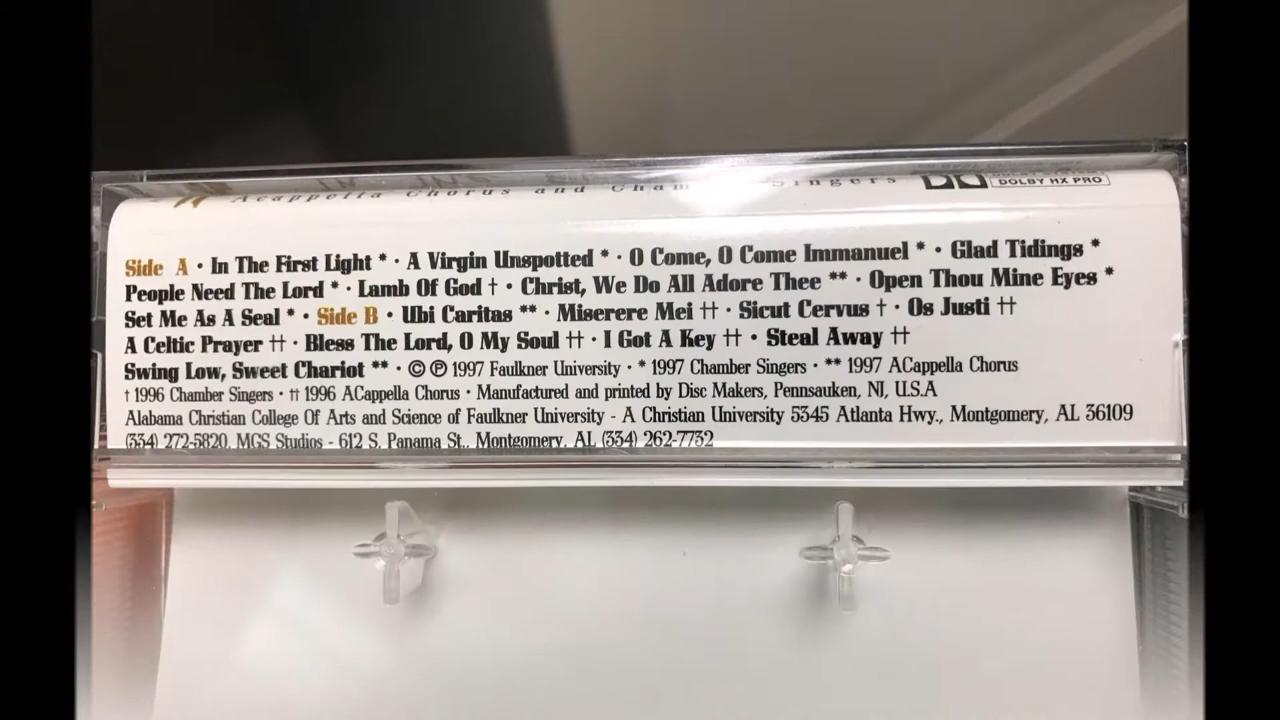 Acappella Chorus and Cham Singers DOLBY HX PRO
Side A · In The First Light * · A Virgin Unspotted * · O Come, O Come Immanuel * · Glad Tidings *
People Need The Lord * · Lamb Of God † · Christ, We Do All Adore Thee ** · Open Thou Mine Eyes *
Set Me As A Seal * · Side B · Ubi Caritas ** · Miserere Mei †† · Sicut Cervus † · Os Justi ††
A Celtic Prayer †† · Bless The Lord, O My Soul †† · I Got A Key †† · Steal Away ††
Swing Low, Sweet Chariot ** · © ℗ 1997 Faulkner University · * 1997 Chamber Singers · ** 1997 ACappella Chorus
† 1996 Chamber Singers · †† 1996 ACappella Chorus · Manufactured and printed by Disc Makers, Pennsauken, NJ, U.S.A
Alabama Christian College Of Arts and Science of Faulkner University - A Christian University 5345 Atlanta Hwy., Montgomery, AL 36109
(334) 272-5820, MGS Studios - 612 S. Panama St., Montgomery, AL (334) 262-7732